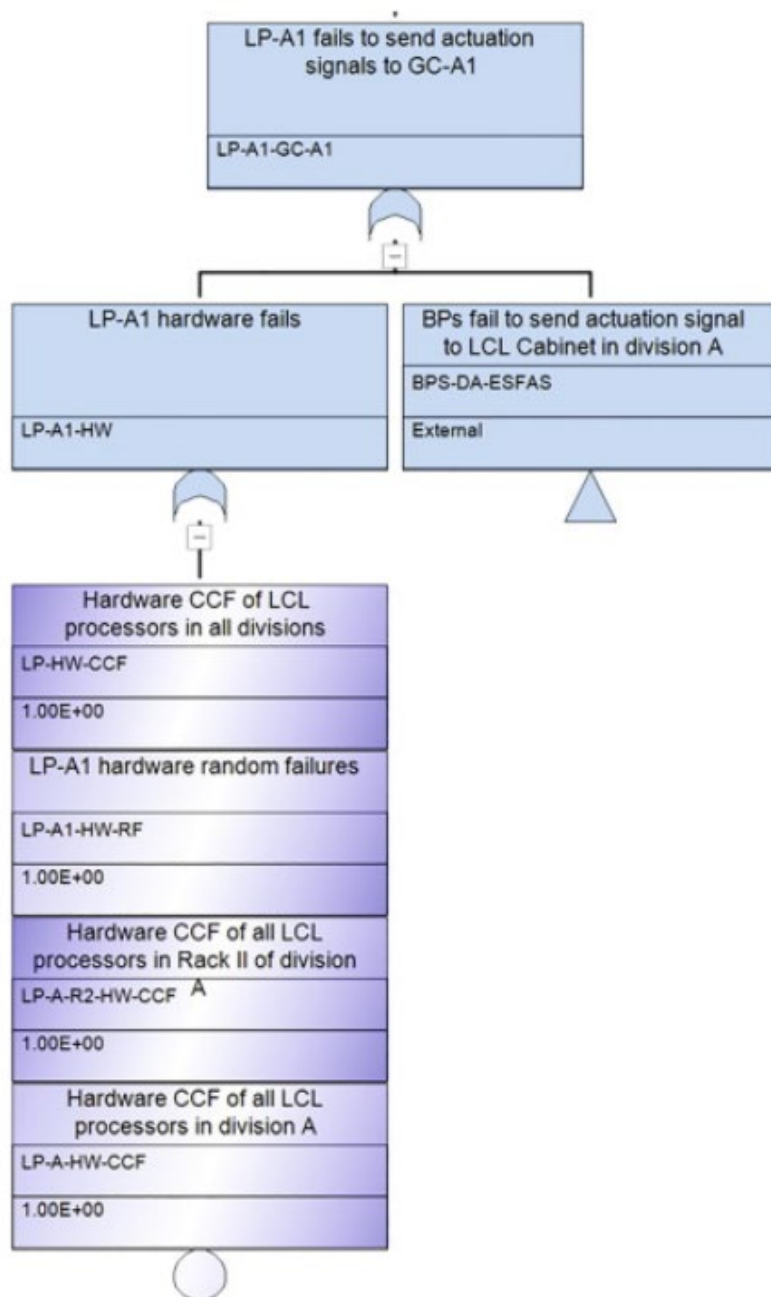 LP-A1 fails to send actuation
signals to GC-A1
LP-A1-GC-A1
LP-A1 hardware fails
LP-A1-HW
BPs fail to send actuation signal
to LCL Cabinet in division A
BPS-DA-ESFAS
External
Hardware CCF of LCL
processors in all divisions
LP-HW-CCF
1.00E+00
LP-A1 hardware random failures
LP-A1-HW-RF
1.00E+00
Hardware CCF of all LCL
processors in Rack II of division
A
LP-A-R2-HW-CCF
1.00E+00
Hardware CCF of all LCL
processors in division A
LP-A-HW-CCF
1.00E+00